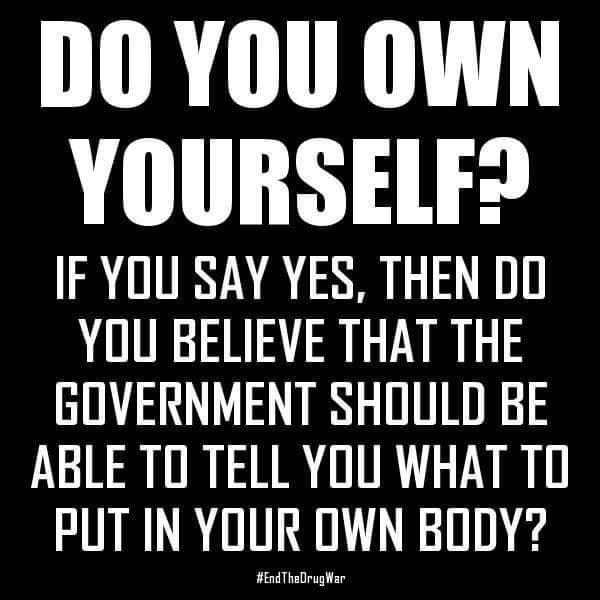 DO YOU OWN
YOURSELF?
IF YOU SAY YES, THEN DO
YOU BELIEVE THAT THE
GOVERNMENT SHOULD BE
ABLE TO TELL YOU WHAT TO
PUT IN YOUR OWN BODY?
#EndTheDrugWar